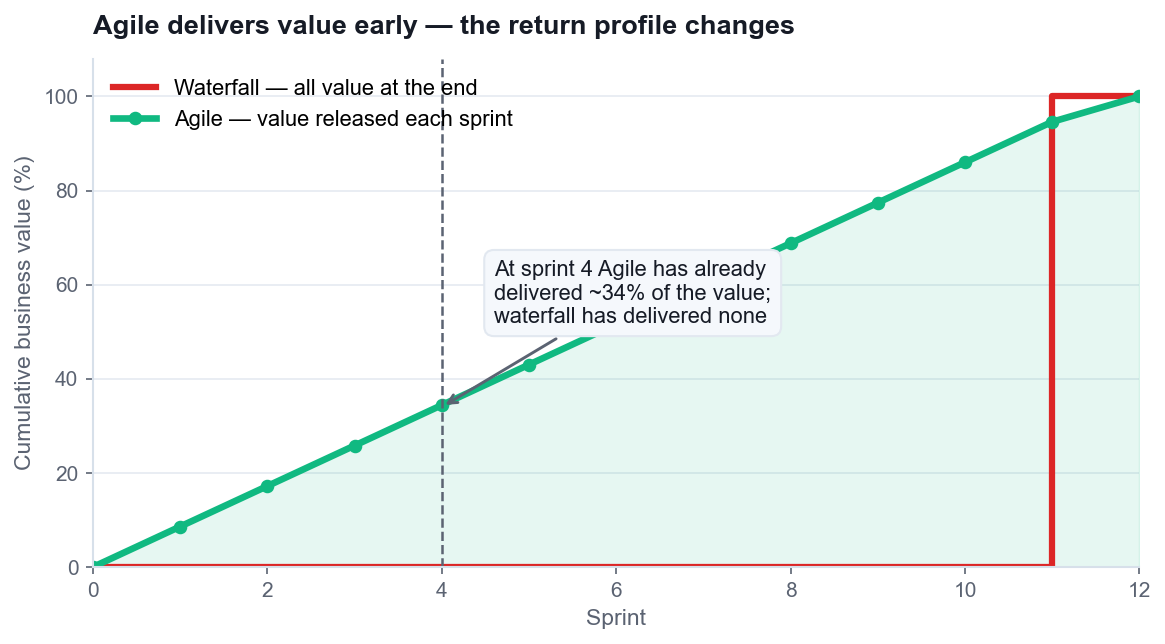 Agile delivers value early — the return profile changes
Waterfall — all value at the end
Agile — value released each sprint
Cumulative business value (%)
100
80
60
40
20
0
At sprint 4 Agile has already
delivered ~34% of the value;
waterfall has delivered none
0
2
4
6
8
10
12
Sprint